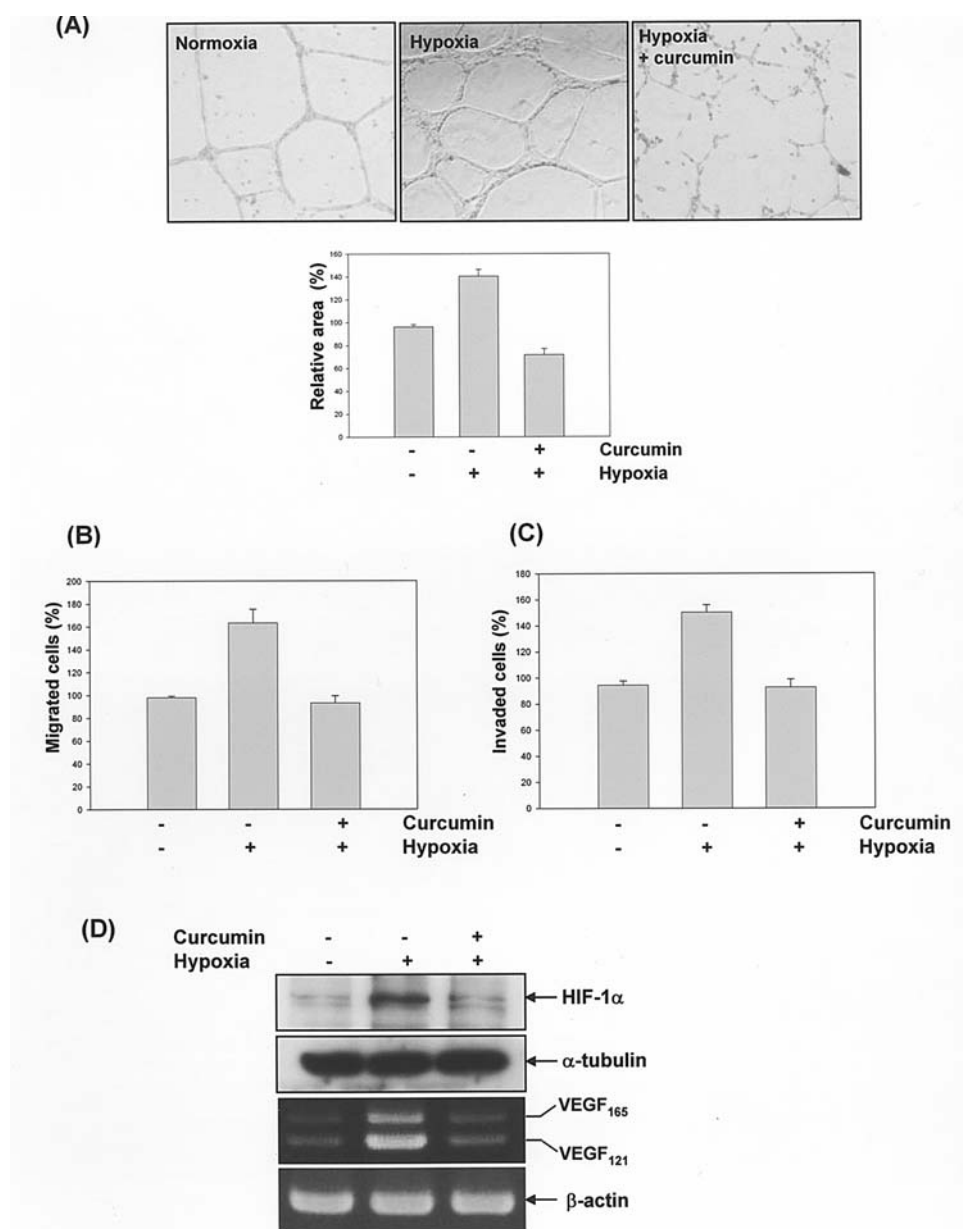 (A)
Normoxia
Hypoxia
Hypoxia
+ curcumin
Relative area (%)
160
140
120
100
80
60
40
20
0
- - + Curcumin
- + + Hypoxia
(B)
Migrated cells (%)
200
180
160
140
120
100
80
60
40
20
0
- - + Curcumin
- + + Hypoxia
(C)
Invaded cells (%)
180
160
140
120
100
80
60
40
20
0
- - + Curcumin
- + + Hypoxia
(D)
Curcumin - - +
Hypoxia - + +
HIF-1α
α-tubulin
VEGF₁₆₅
VEGF₁₂₁
β-actin